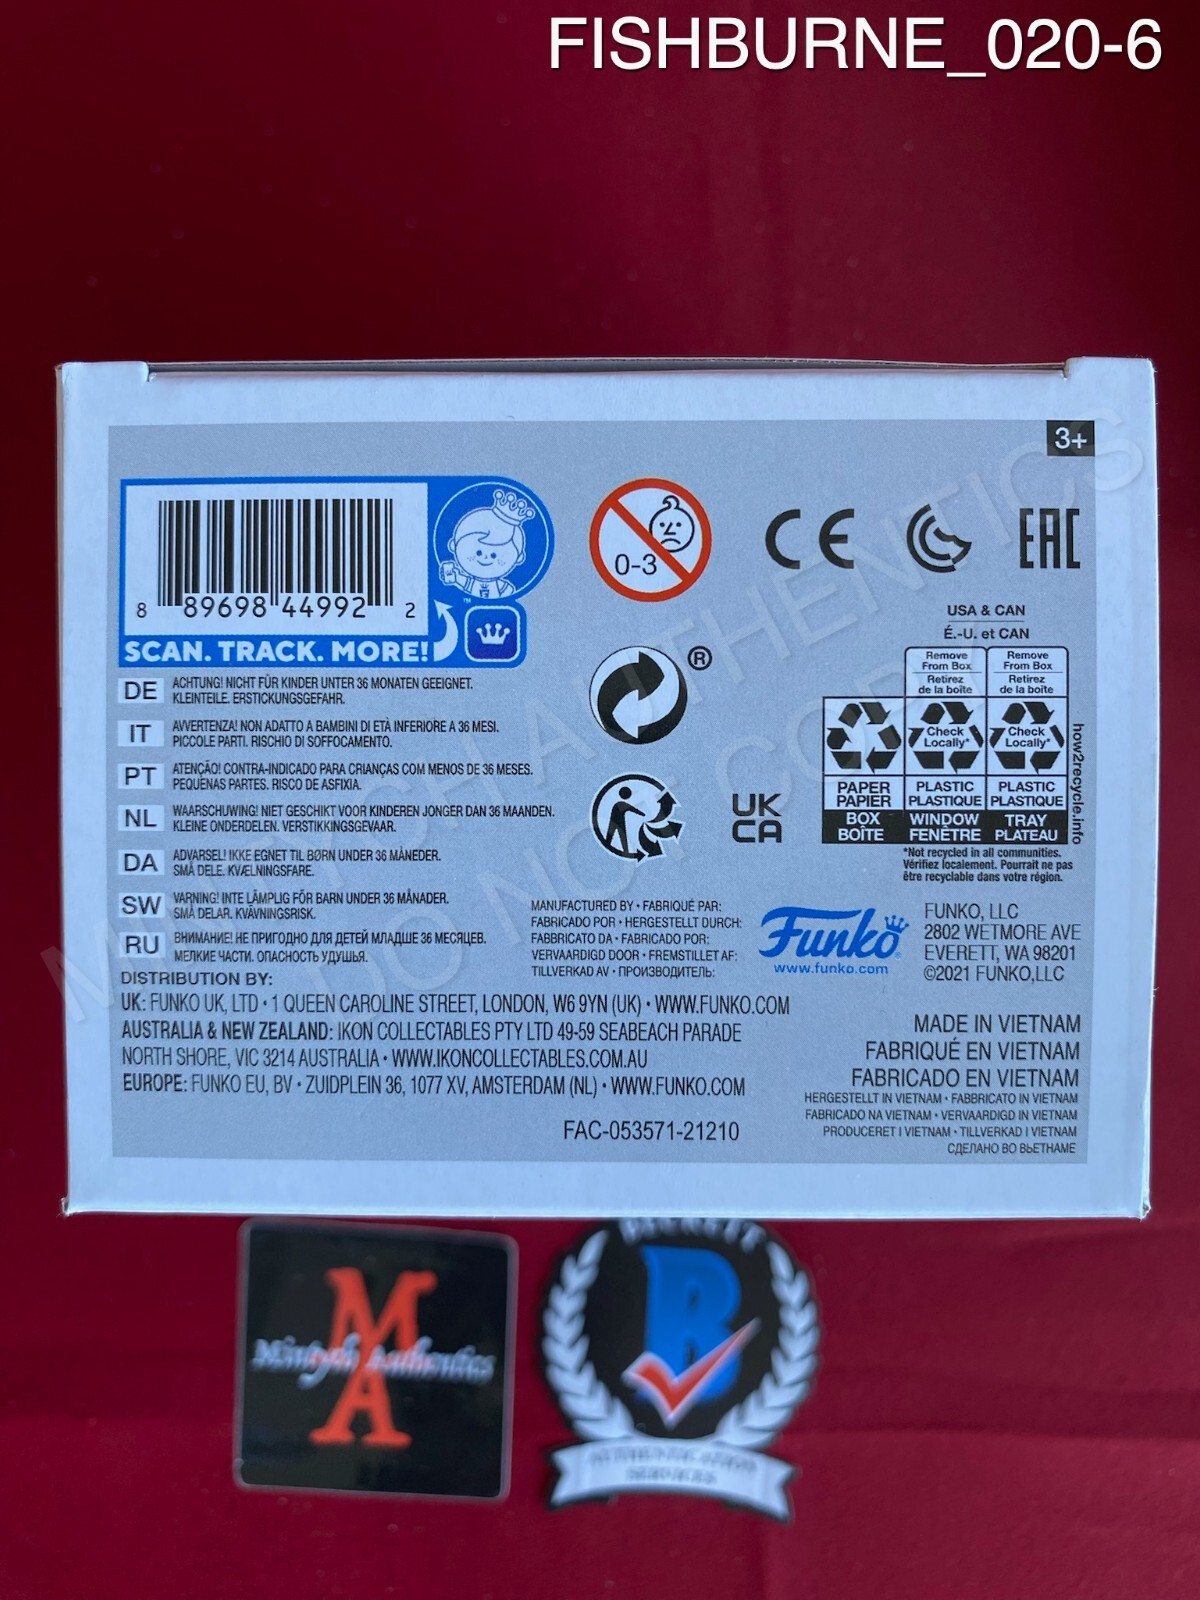 FISHBURNE_020-6
3+
8 89698 44992 2
SCAN. TRACK. MORE!
™
0-3
CE
EAC
®
UK
CA
USA & CAN
É.-U. et CAN
Remove
From Box
Retirez
de la boîte
Remove
From Box
Retirez
de la boîte
Check
Locally*
Check
Locally*
PAPER
PAPIER
PLASTIC
PLASTIQUE
PLASTIC
PLASTIQUE
BOX
BOÎTE
WINDOW
FENÊTRE
TRAY
PLATEAU
how2recycle.info
*Not recycled in all communities.
Vérifiez localement. Pourrait ne pas
être recyclable dans votre région.
DE ACHTUNG! NICHT FÜR KINDER UNTER 36 MONATEN GEEIGNET.
KLEINTEILE. ERSTICKUNGSGEFAHR.
IT AVVERTENZA! NON ADATTO A BAMBINI DI ETÀ INFERIORE A 36 MESI.
PICCOLE PARTI. RISCHIO DI SOFFOCAMENTO.
PT ATENÇÃO! CONTRA-INDICADO PARA CRIANÇAS COM MENOS DE 36 MESES.
PEQUENAS PARTES. RISCO DE ASFIXIA.
NL WAARSCHUWING! NIET GESCHIKT VOOR KINDEREN JONGER DAN 36 MAANDEN.
KLEINE ONDERDELEN. VERSTIKKINGSGEVAAR.
DA ADVARSEL! IKKE EGNET TIL BØRN UNDER 36 MÅNEDER.
SMÅ DELE. KVÆLNINGSFARE.
SW VARNING! INTE LÄMPLIG FÖR BARN UNDER 36 MÅNADER.
SMÅ DELAR. KVÄVNINGSRISK.
RU ВНИМАНИЕ! НЕ ПРИГОДНО ДЛЯ ДЕТЕЙ МЛАДШЕ 36 МЕСЯЦЕВ.
МЕЛКИЕ ЧАСТИ. ОПАСНОСТЬ УДУШЬЯ.
MANUFACTURED BY • FABRIQUÉ PAR:
FABRICADO POR • HERGESTELLT DURCH:
FABBRICATO DA • FABRICADO POR:
VERVAARDIGD DOOR • FREMSTILLET AF:
TILLVERKAD AV • ПРОИЗВОДИТЕЛЬ:
Funko
www.funko.com
FUNKO, LLC
2802 WETMORE AVE
EVERETT, WA 98201
©2021 FUNKO,LLC
DISTRIBUTION BY:
UK: FUNKO UK, LTD • 1 QUEEN CAROLINE STREET, LONDON, W6 9YN (UK) • WWW.FUNKO.COM
AUSTRALIA & NEW ZEALAND: IKON COLLECTABLES PTY LTD 49-59 SEABEACH PARADE
NORTH SHORE, VIC 3214 AUSTRALIA • WWW.IKONCOLLECTABLES.COM.AU
EUROPE: FUNKO EU, BV • ZUIDPLEIN 36, 1077 XV, AMSTERDAM (NL) • WWW.FUNKO.COM
FAC-053571-21210
MADE IN VIETNAM
FABRIQUÉ EN VIETNAM
FABRICADO EN VIETNAM
HERGESTELLT IN VIETNAM • FABBRICATO IN VIETNAM
FABRICADO NA VIETNAM • VERVAARDIGD IN VIETNAM
PRODUCERET I VIETNAM • TILLVERKAD I VIETNAM
СДЕЛАНО ВО ВЬЕТНАМЕ
MINTYCH AUTHENTICS
DO NOT COPY
MA
Mintych Authentics
BECKETT
B
AUTHENTICATION
SERVICES